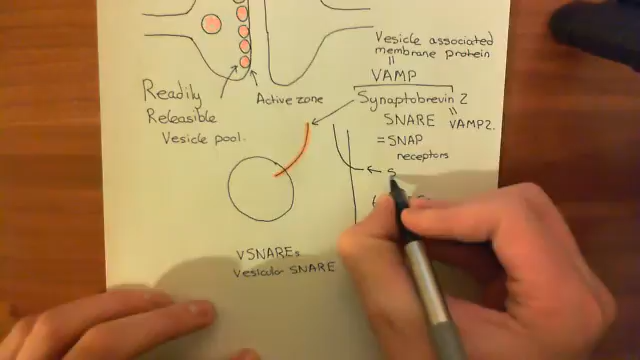 Vesicle associated
membrane protein
=
VAMP
Readily
Releasible
Vesicle pool.
Active zone
Synaptobrevin 2
=
VAMP2.
SNARE
= SNAP
receptors
S
VSNAREs
Vesicular SNARE